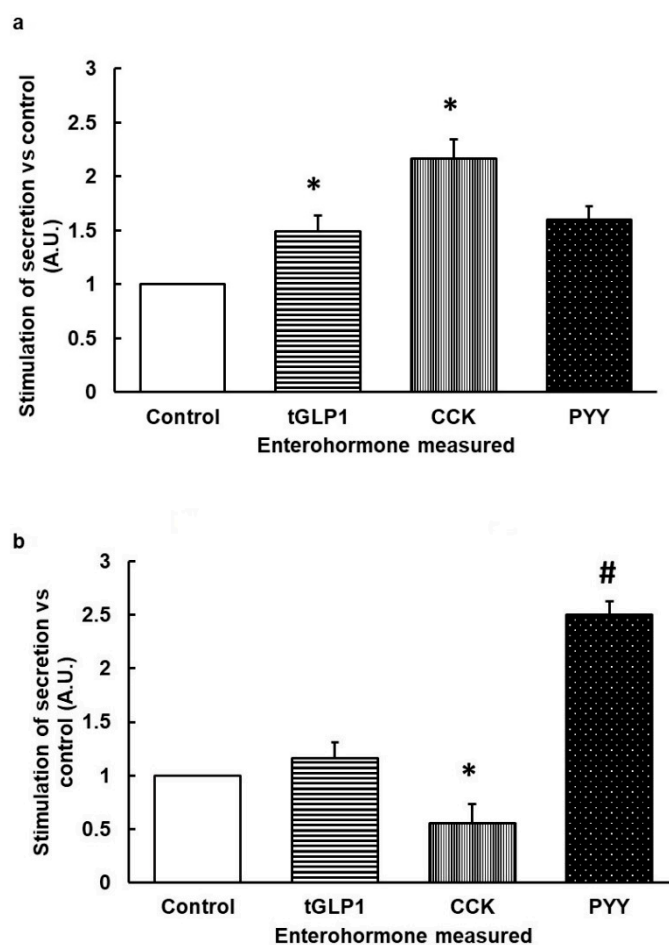 a
Stimulation of secretion vs control
(A.U.)
3
2.5
2
1.5
1
0.5
0
*
*
Control tGLP1 CCK PYY
Enterohormone measured
b
Stimulation of secretion vs
control (A.U.)
3
2.5
2
1.5
1
0.5
0
*
#
Control tGLP1 CCK PYY
Enterohormone measured